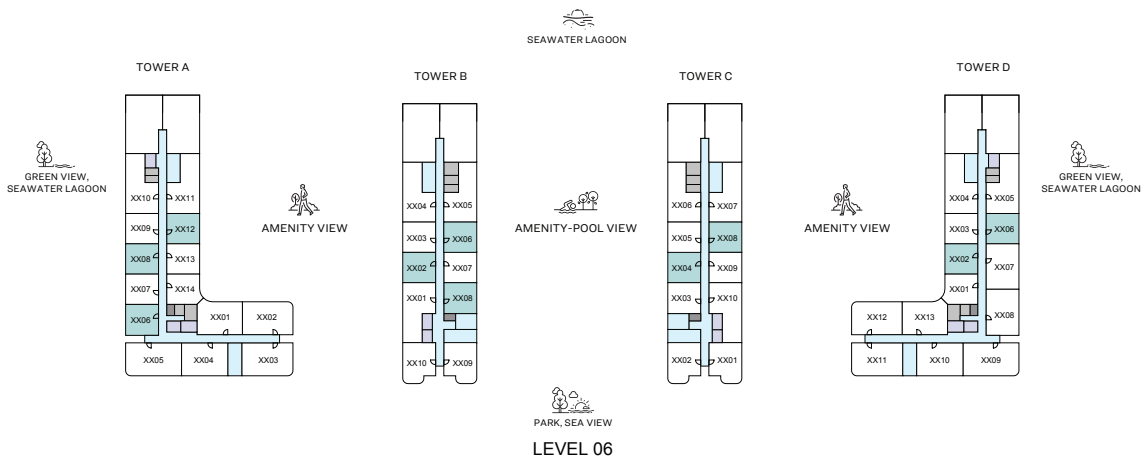 SEAWATER LAGOON
TOWER A
TOWER B
TOWER C
TOWER D
GREEN VIEW,
SEAWATER LAGOON
AMENITY VIEW
AMENITY-POOL VIEW
AMENITY VIEW
GREEN VIEW,
SEAWATER LAGOON
XX10 XX11
XX09 XX12
XX08 XX13
XX07 XX14
XX06 XX01 XX02
XX05 XX04 XX03
XX04 XX05
XX03 XX06
XX02 XX07
XX01 XX08
XX10 XX09
XX06 XX07
XX05 XX08
XX04 XX09
XX03 XX10
XX02 XX01
XX04 XX05
XX03 XX06
XX02 XX07
XX01
XX12 XX13 XX08
XX11 XX10 XX09
PARK, SEA VIEW
LEVEL 06